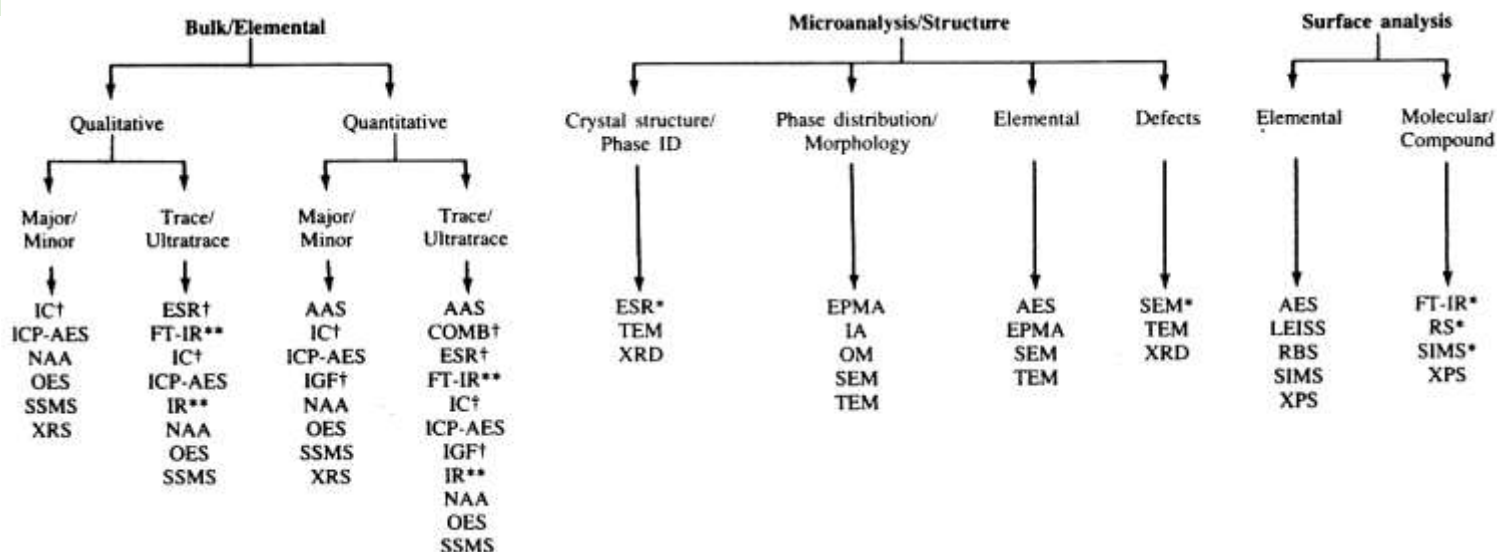 Bulk/Elemental
Qualitative
Quantitative
Major/
Minor
Trace/
Ultratrace
Major/
Minor
Trace/
Ultratrace
IC†
ICP-AES
NAA
OES
SSMS
XRS
ESR†
FT-IR**
IC†
ICP-AES
IR**
NAA
OES
SSMS
AAS
IC†
ICP-AES
IGF†
NAA
OES
SSMS
XRS
AAS
COMB†
ESR†
FT-IR**
IC†
ICP-AES
IGF†
IR**
NAA
OES
SSMS
Microanalysis/Structure
Crystal structure/
Phase ID
Phase distribution/
Morphology
Elemental
Defects
ESR*
TEM
XRD
EPMA
IA
OM
SEM
TEM
AES
EPMA
SEM
TEM
SEM*
TEM
XRD
Surface analysis
Elemental
Molecular/
Compound
AES
LEISS
RBS
SIMS
XPS
FT-IR*
RS*
SIMS*
XPS